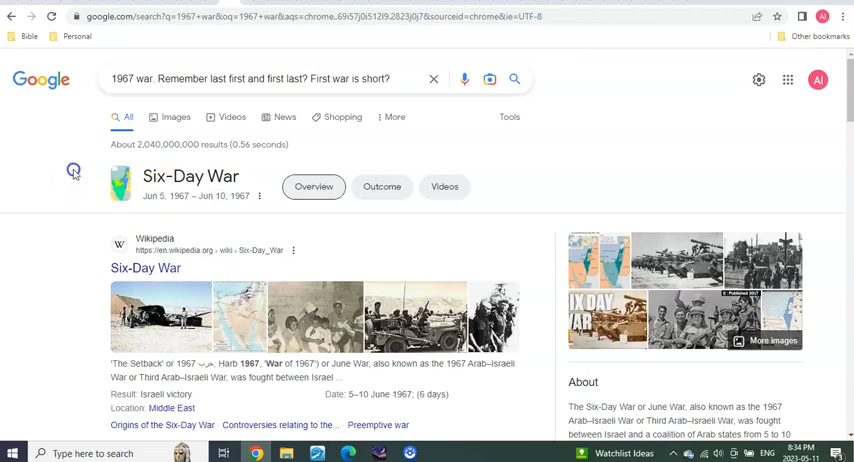 google.com/search?q=1967+war&oq=1967+war&aqs=chrome..69i57j0i512l9.2823j0j7&sourceid=chrome&ie=UTF-8
AI
Bible
Personal
Other bookmarks
Google
1967 war. Remember last first and first last? First war is short?
AI
All
Images
Videos
News
Shopping
More
Tools
About 2,040,000,000 results (0.56 seconds)
Six-Day War
Jun 5, 1967 – Jun 10, 1967
Overview
Outcome
Videos
W
Wikipedia
https://en.wikipedia.org › wiki › Six-Day_War
Six-Day War
'The Setback' or 1967 حرب, Ḥarb 1967, 'War of 1967') or June War, also known as the 1967 Arab–Israeli
War or Third Arab–Israeli War, was fought between Israel ...
Result: Israeli victory
Date: 5–10 June 1967; (6 days)
Location: Middle East
Origins of the Six-Day War · Controversies relating to the... · Preemptive war
SIX DAY
WAR
© Published 2017
More images
About
The Six-Day War or June War, also known as the 1967
Arab–Israeli War or Third Arab–Israeli War, was fought
between Israel and a coalition of Arab states from 5 to 10
Type here to search
Watchlist Ideas
ENG
8:34 PM
2023-05-11
3